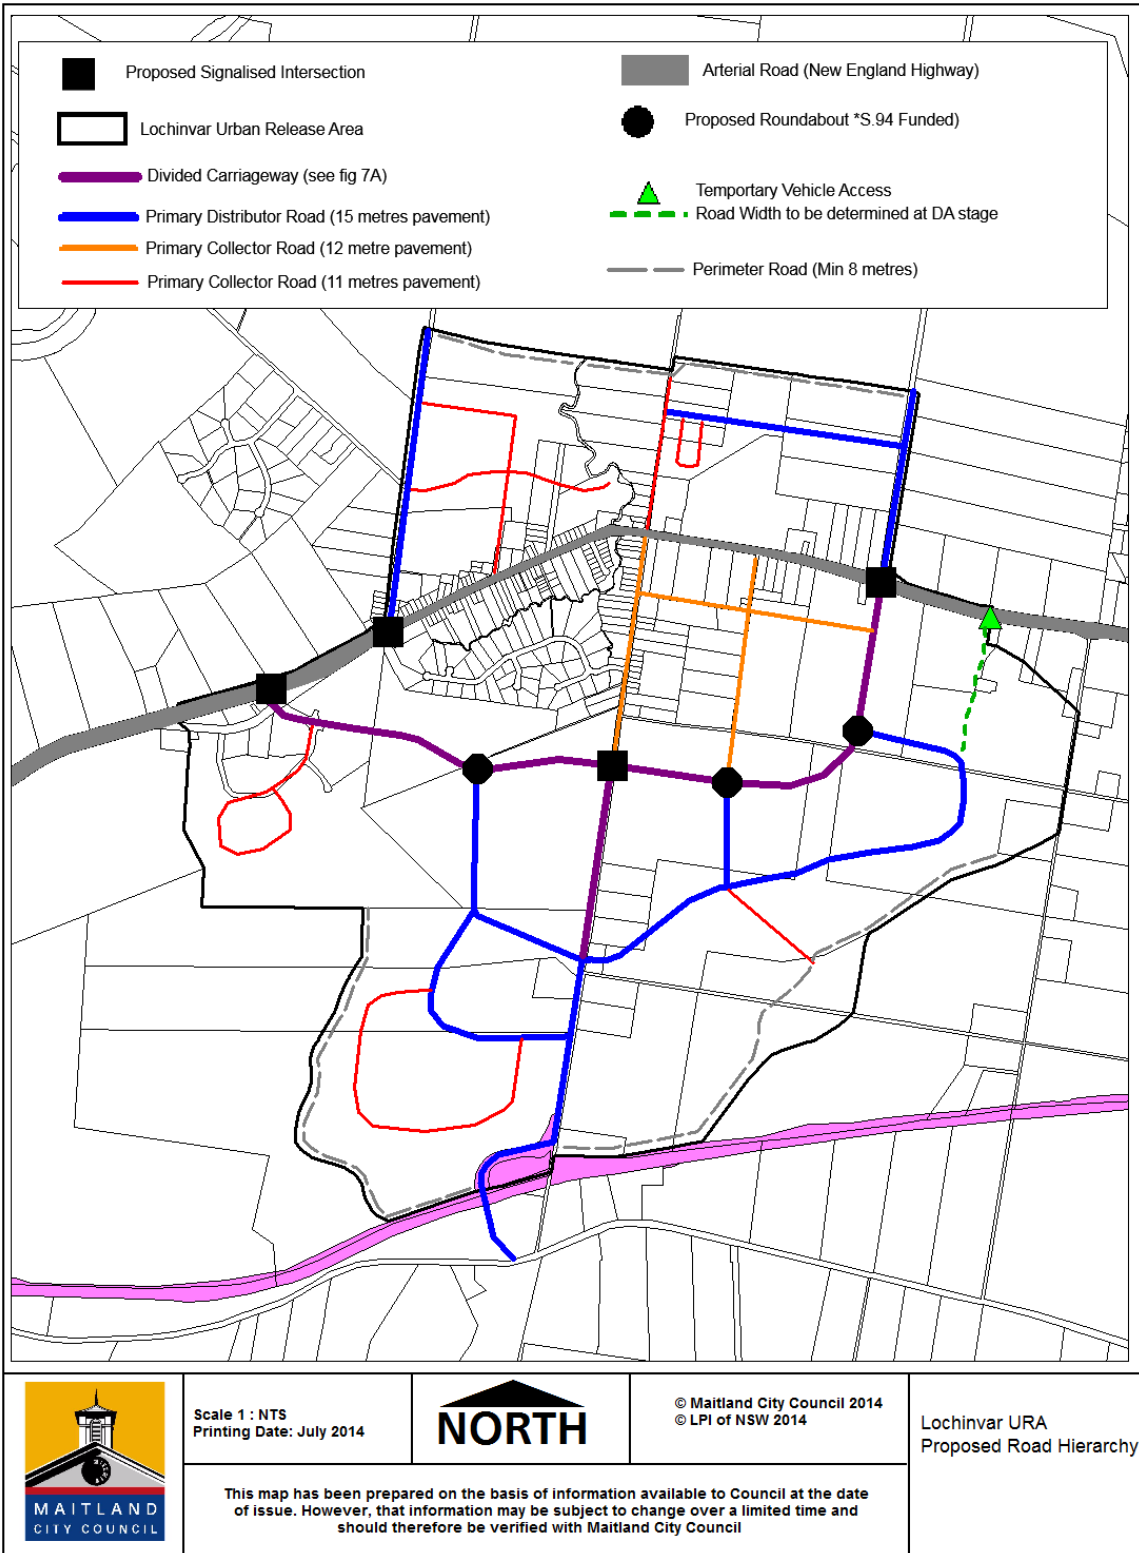 Proposed Signalised Intersection
Lochinvar Urban Release Area
Divided Carriageway (see fig 7A)
Primary Distributor Road (15 metres pavement)
Primary Collector Road (12 metre pavement)
Primary Collector Road (11 metres pavement)
Arterial Road (New England Highway)
Proposed Roundabout *S.94 Funded)
Temportary Vehicle Access
Road Width to be determined at DA stage
Perimeter Road (Min 8 metres)
MAITLAND
CITY COUNCIL
Scale 1 : NTS
Printing Date: July 2014
NORTH
© Maitland City Council 2014
© LPI of NSW 2014
This map has been prepared on the basis of information available to Council at the date
of issue. However, that information may be subject to change over a limited time and
should therefore be verified with Maitland City Council
Lochinvar URA
Proposed Road Hierarchy